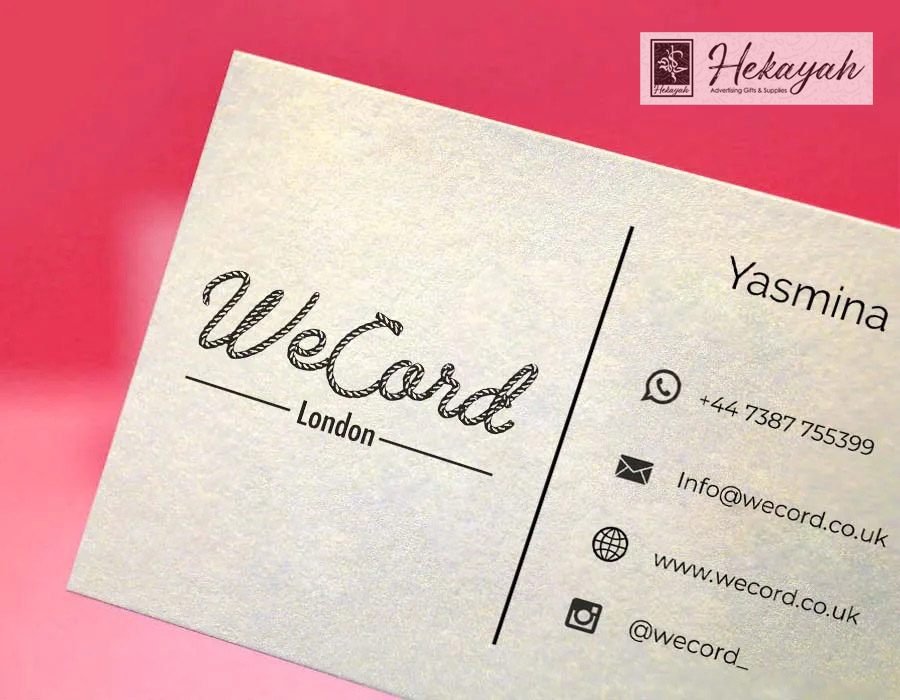 Hekayah
Hekayah
Advertising Gifts & Supplies
WeCord
London
Yasmina
+44 7387 755399
Info@wecord.co.uk
www.wecord.co.uk
@wecord_